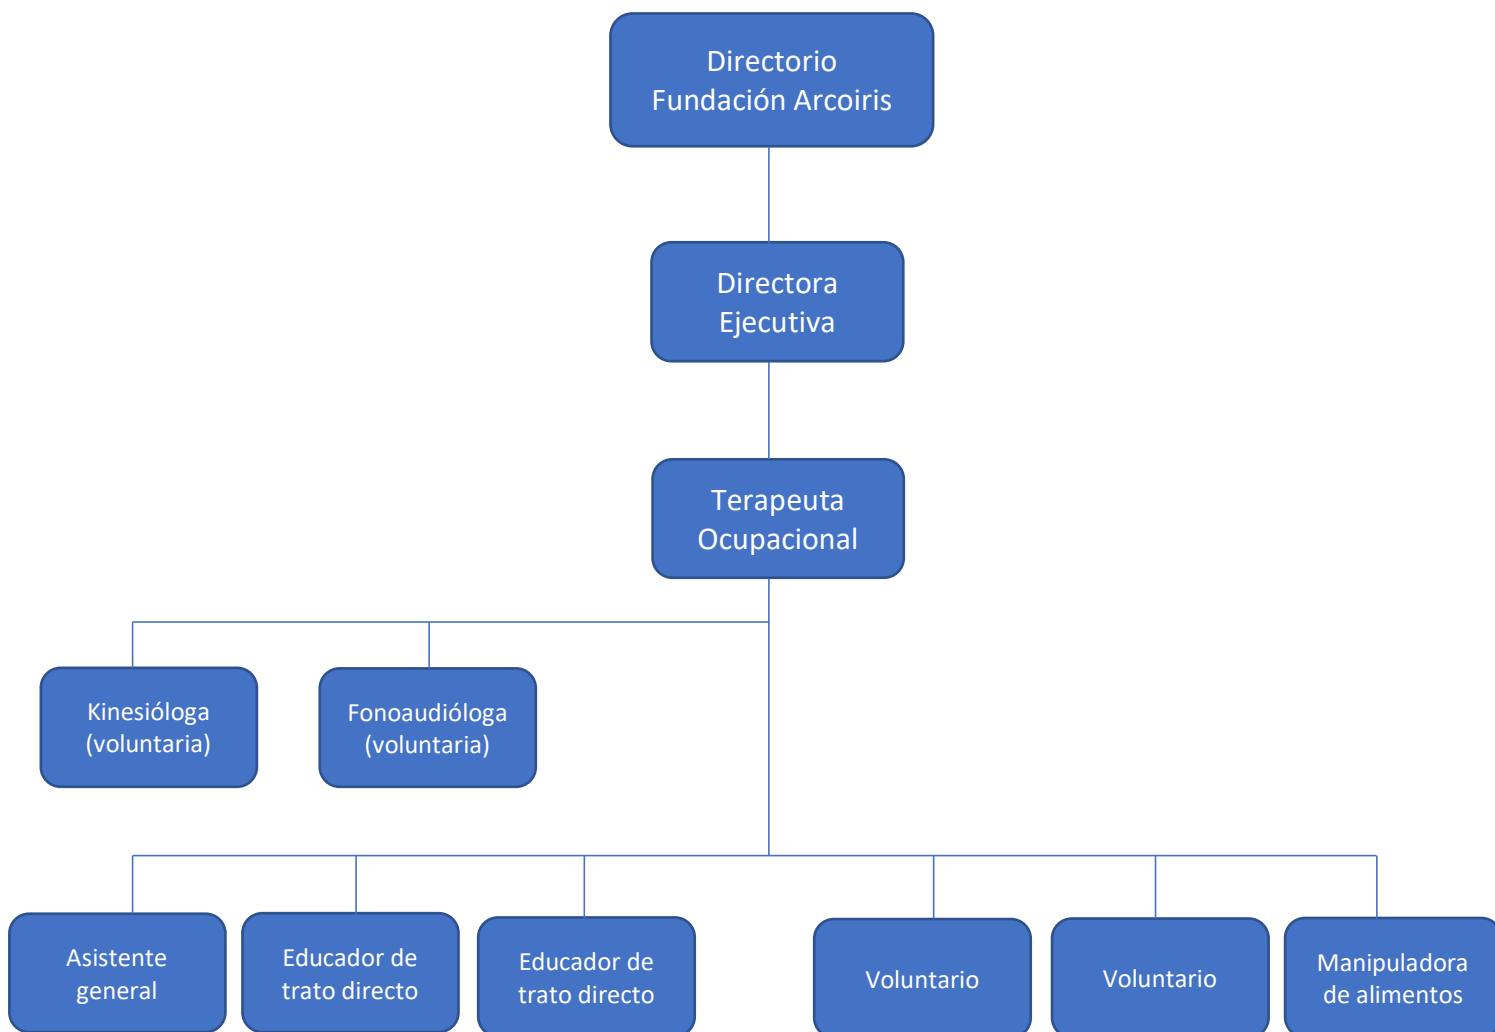 Directorio
Fundación Arcoiris
Directora
Ejecutiva
Terapeuta
Ocupacional
Kinesióloga
(voluntaria)
Fonoaudióloga
(voluntaria)
Asistente
general
Educador de
trato directo
Educador de
trato directo
Voluntario
Voluntario
Manipuladora
de alimentos